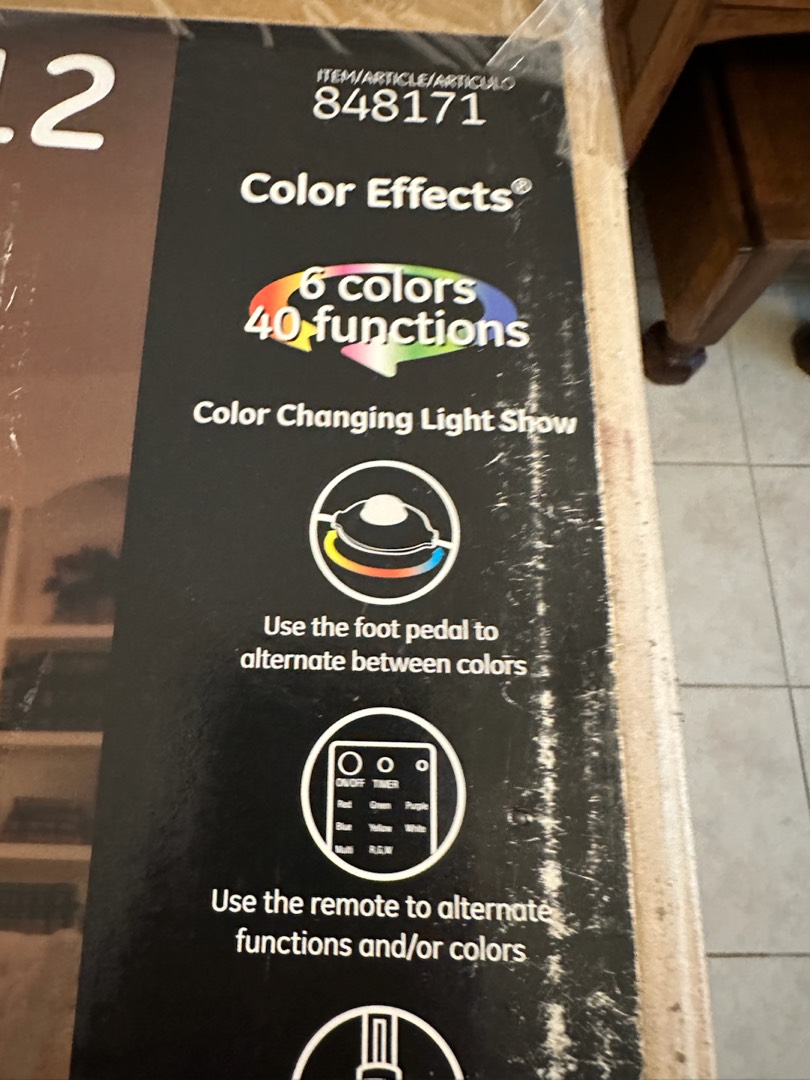 12
ITEM/ARTICLE/ARTICULO
848171
Color Effects®
6 colors
40 functions
Color Changing Light Show
Use the foot pedal to
alternate between colors
ON/OFF TIMER
Red Green Purple
Blue Yellow White
Multi R,G,W
Use the remote to alternate
functions and/or colors